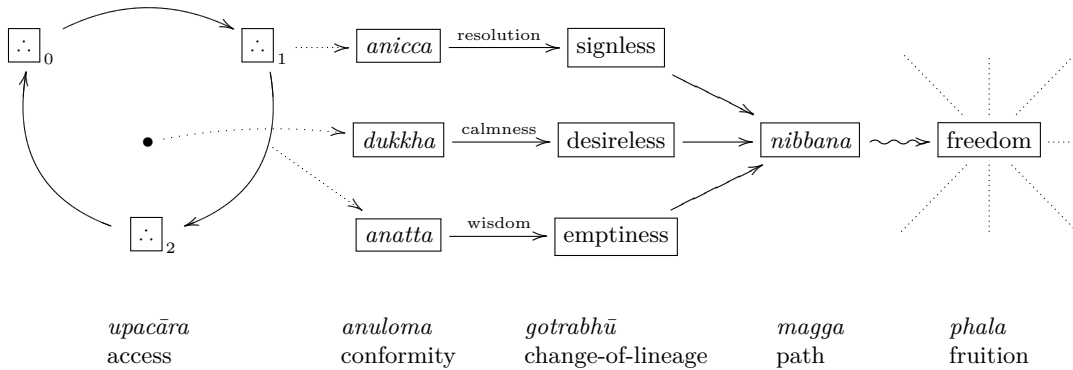 ∴ 0
∴ 1
anicca
resolution
signless
dukkha
calmness
desireless
nibbana
freedom
∴ 2
anatta
wisdom
emptiness
upacāra
access
anuloma
conformity
gotrabhū
change-of-lineage
magga
path
phala
fruition